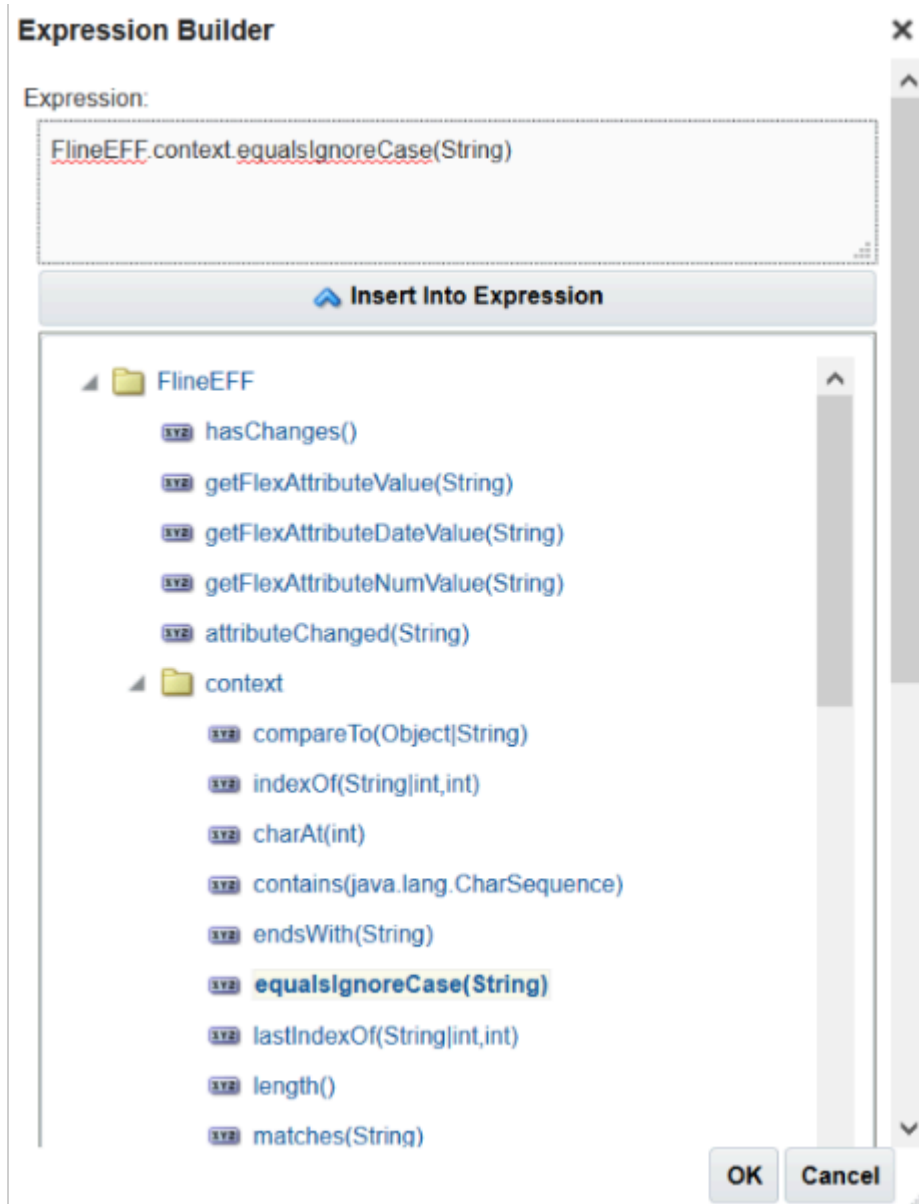 Expression Builder
Expression:
FlineEFF.context.equalsIgnoreCase(String)
Insert Into Expression
FlineEFF
hasChanges()
getFlexAttributeValue(String)
getFlexAttributeDateValue(String)
getFlexAttributeNumValue(String)
attributeChanged(String)
context
compareTo(Object|String)
indexOf(String|int,int)
charAt(int)
contains(java.lang.CharSequence)
endsWith(String)
equalsIgnoreCase(String)
lastIndexOf(String|int,int)
length()
matches(String)
OK Cancel